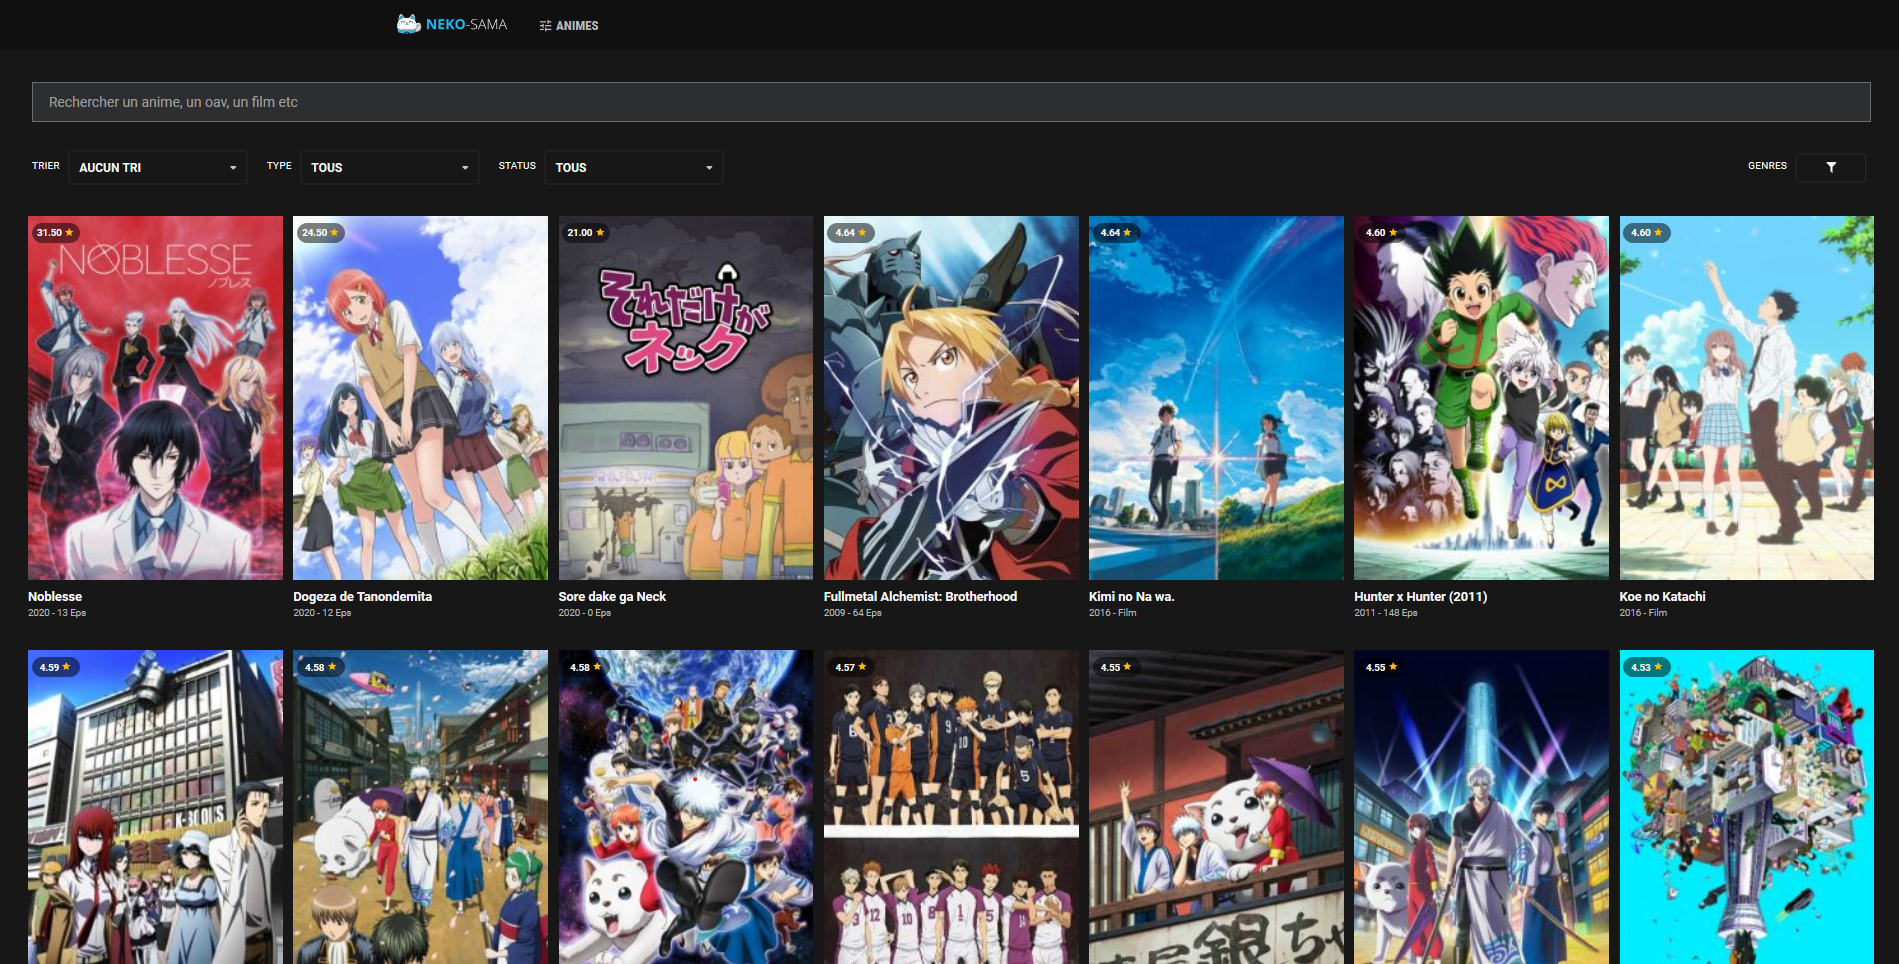 NEKO-SAMA
ANIMES
Rechercher un anime, un oav, un film etc
TRIER AUCUN TRI TYPE TOUS STATUS TOUS GENRES
31.50 24.50 21.00 4.64 4.64 4.60 4.60
NOBLESSE
ノブレス
それだけが
ネック
Noblesse Dogeza de Tanondemita Sore dake ga Neck Fullmetal Alchemist: Brotherhood Kimi no Na wa. Hunter x Hunter (2011) Koe no Katachi
2020 - 13 Eps 2020 - 12 Eps 2020 - 0 Eps 2009 - 64 Eps 2016 - Film 2011 - 148 Eps 2016 - Film
4.59 4.58 4.58 4.57 4.55 4.55 4.53
K-BOOKS
銀ち